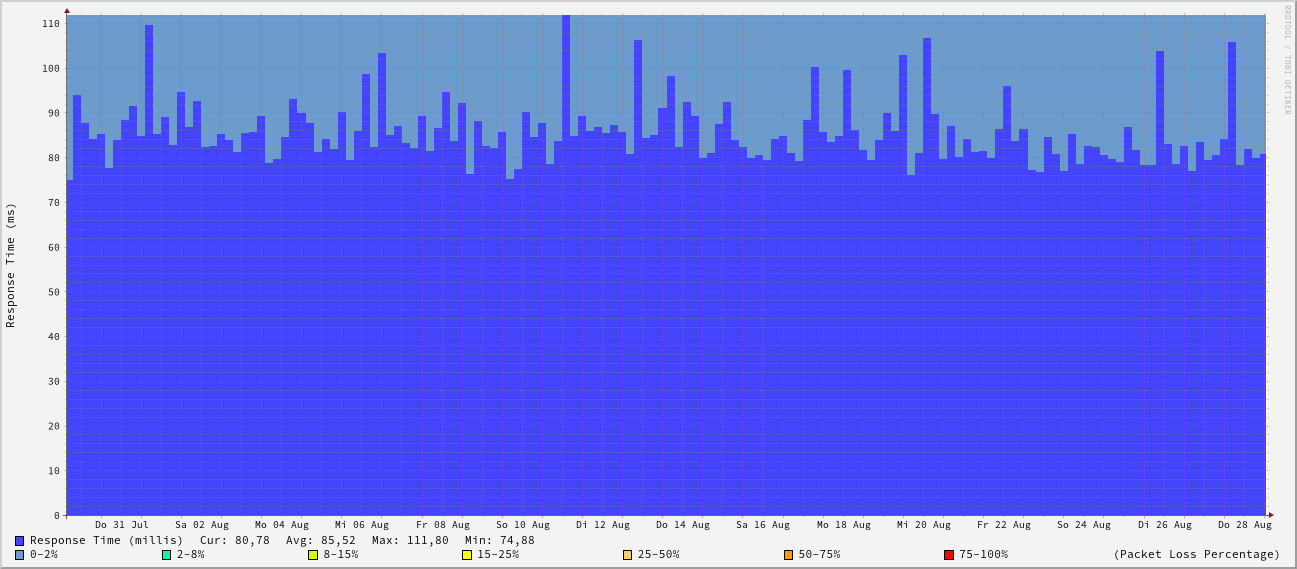 RRDTOOL / TOBI OETIKER
Response Time (ms)
110
100
90
80
70
60
50
40
30
20
10
0
Do 31 Jul Sa 02 Aug Mo 04 Aug Mi 06 Aug Fr 08 Aug So 10 Aug Di 12 Aug Do 14 Aug Sa 16 Aug Mo 18 Aug Mi 20 Aug Fr 22 Aug So 24 Aug Di 26 Aug Do 28 Aug
Response Time (millis) Cur: 80,78 Avg: 85,52 Max: 111,80 Min: 74,88
0-2% 2-8% 8-15% 15-25% 25-50% 50-75% 75-100% (Packet Loss Percentage)